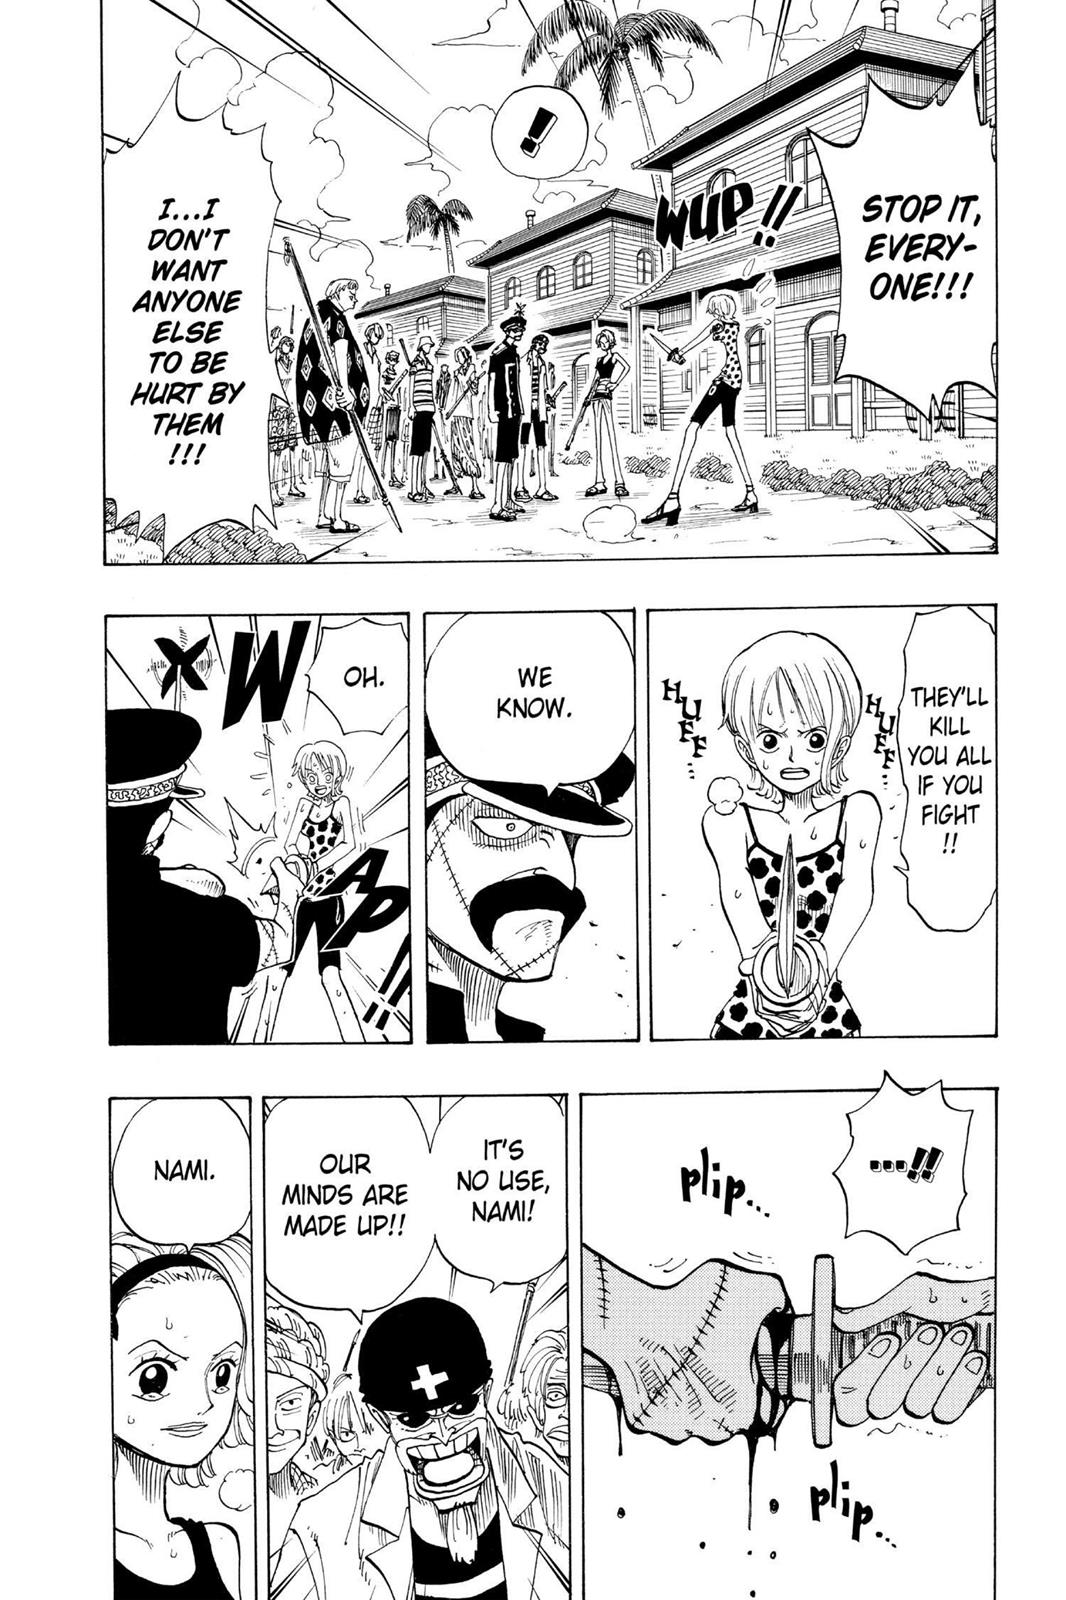 STOP IT,
EVERY-
ONE!!!
WUP!!
!
I...I
DON'T
WANT
ANYONE
ELSE
TO BE
HURT BY
THEM
!!!
THEY'LL
KILL
YOU ALL
IF YOU
FIGHT
!!
HUFF...
HUFF...
WE
KNOW.
OH.
WAP!!
...!!
plip...
plip...
IT'S
NO USE,
NAMI!
OUR
MINDS ARE
MADE UP!!
NAMI.